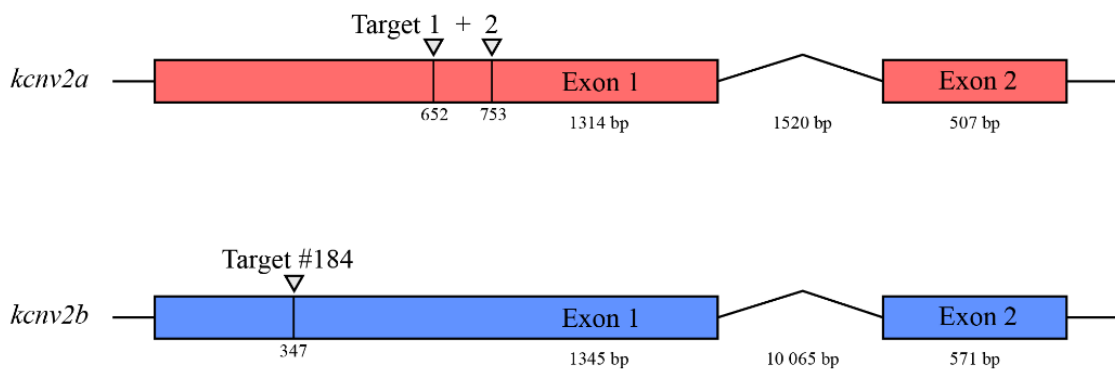 Target 1 + 2
kcnv2a Exon 1 Exon 2
652 753
1314 bp 1520 bp 507 bp
Target #184
kcnv2b Exon 1 Exon 2
347
1345 bp 10 065 bp 571 bp